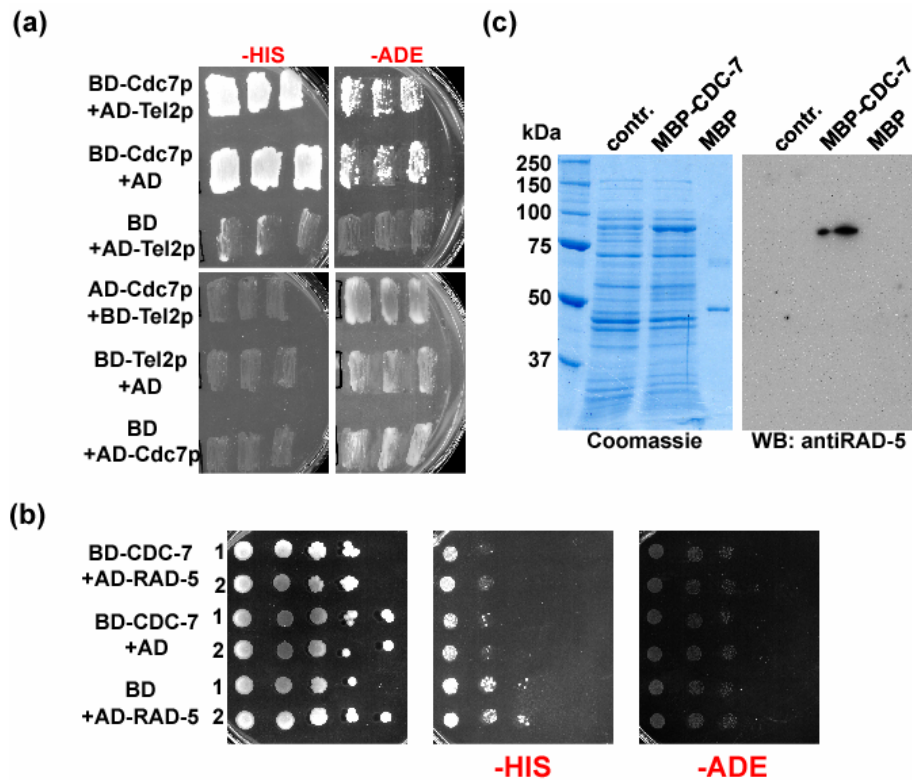 (a)
-HIS -ADE
BD-Cdc7p
+AD-Tel2p
BD-Cdc7p
+AD
BD
+AD-Tel2p
AD-Cdc7p
+BD-Tel2p
BD-Tel2p
+AD
BD
+AD-Cdc7p
(c)
contr. MBP-CDC-7 MBP contr. MBP-CDC-7 MBP
kDa
250
150
100
75
50
37
Coomassie WB: antiRAD-5
(b)
BD-CDC-7 1
+AD-RAD-5 2
BD-CDC-7 1
+AD 2
BD 1
+AD-RAD-5 2
-HIS -ADE